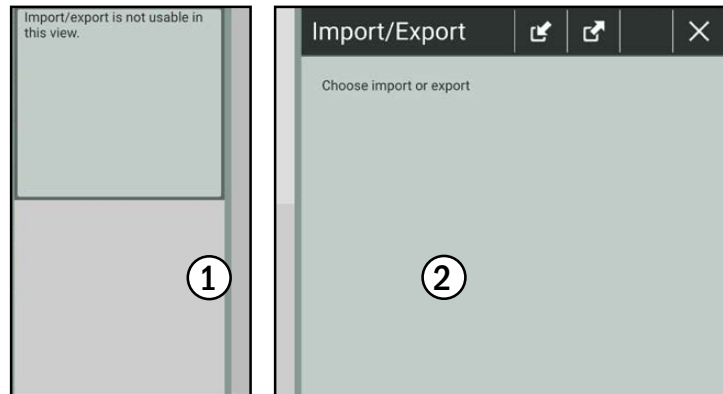 Import/export is not usable in
this view.
1
Import/Export
Choose import or export
2